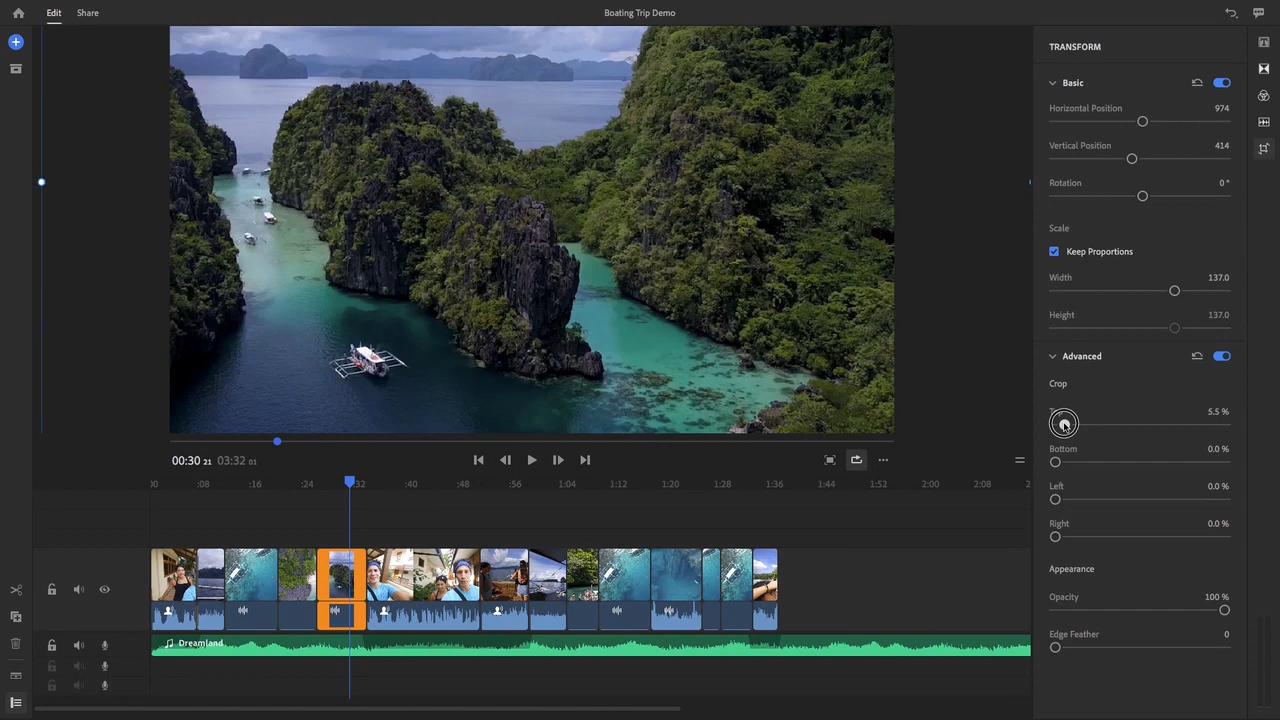 Edit Share Boating Trip Demo
TRANSFORM
Basic
Horizontal Position 974
Vertical Position 414
Rotation 0°
Scale
Keep Proportions
Width 137.0
Height 137.0
Advanced
Crop
5.5 %
Bottom 0.0 %
Left 0.0 %
Right 0.0 %
Appearance
Opacity 100 %
Edge Feather 0
00:30 21 03:32 01
:00 :08 :16 :24 :32 :40 :48 :56 1:04 1:12 1:20 1:28 1:36 1:44 1:52 2:00 2:08
Dreamland